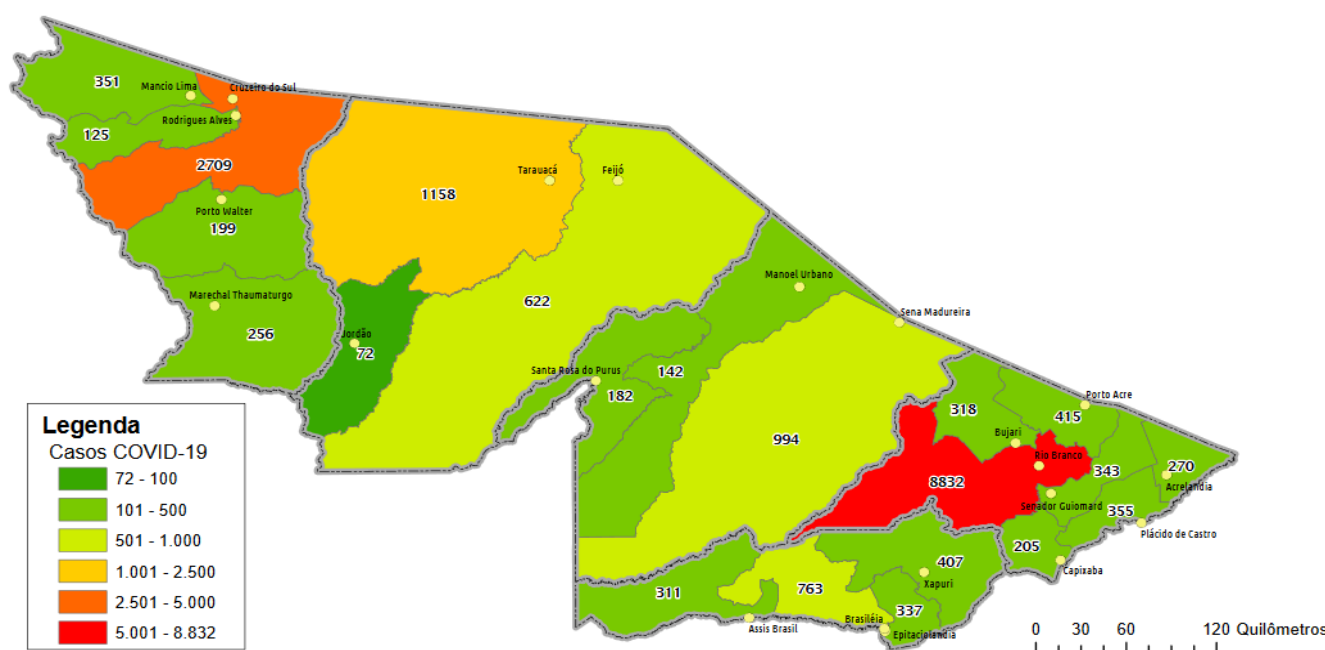 351
Mancio Lima
Cruzeiro do Sul
Rodrigues Alves
125
2709
Tarauacá
Feijó
1158
Porto Walter
199
Manoel Urbano
Marechal Thaumaturgo
622
Sena Madureira
256
Jordão
72
142
Santa Rosa do Purus
182
318
415
Porto Acre
994
Bujari
Rio Branco
343
270
8832
Acrelandia
Senador Guiomard
355
Plácido de Castro
205
407
Capixaba
Xapuri
311
763
337
Assis Brasil
Brasiléia
Epitaciolandia
Legenda
Casos COVID-19
72 - 100
101 - 500
501 - 1.000
1.001 - 2.500
2.501 - 5.000
5.001 - 8.832
0 30 60 120 Quilômetros